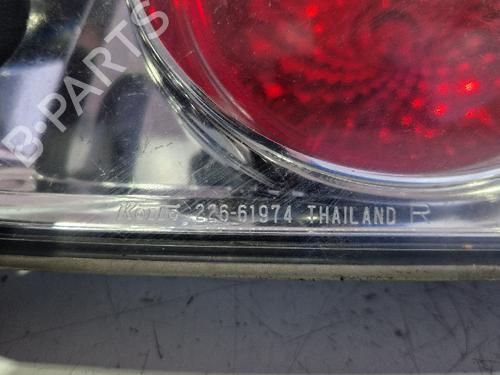 B-PARTS
Koito 226-61974 THAILAND R